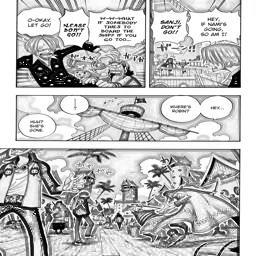 HEY,
IF NAMI'S
GOING,
SO AM I!
SANJI,
DON'T
GO!!
W-W-WHAT
IF SOMEBODY
TRIES TO
BOARD THE
SHIP IF YOU
GO TOO...
PLEASE
DON'T
GO!!
O-OKAY.
LET GO!
HEY...
WHERE'S
ROBIN?
HUH?
SHE'S
GONE.